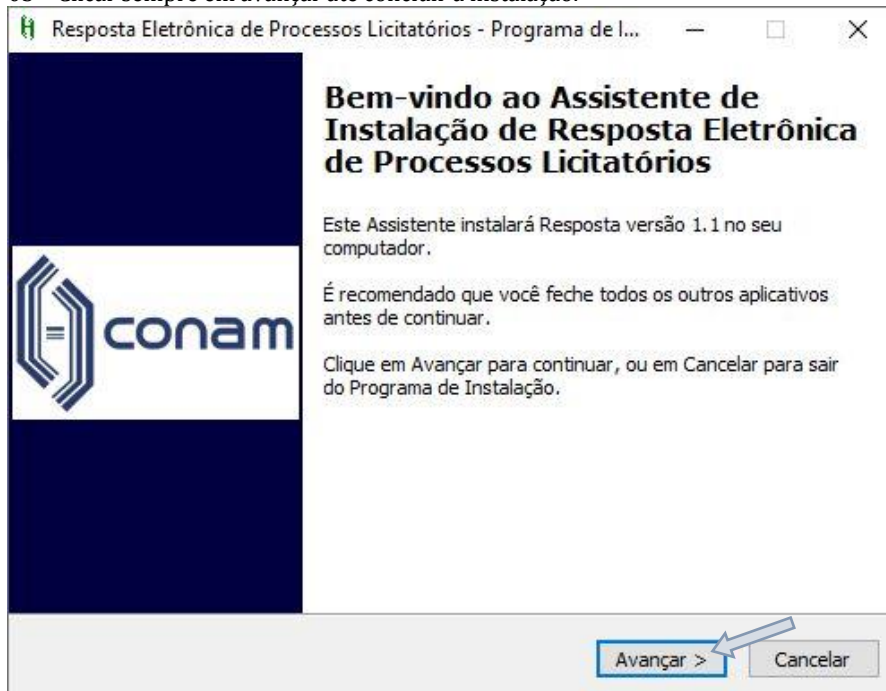 Resposta Eletrônica de Processos Licitatórios - Programa de I...
Bem-vindo ao Assistente de
Instalação de Resposta Eletrônica
de Processos Licitatórios
Este Assistente instalará Resposta versão 1.1 no seu
computador.
É recomendado que você feche todos os outros aplicativos
antes de continuar.
conam
Clique em Avançar para continuar, ou em Cancelar para sair
do Programa de Instalação.
Avançar >
Cancelar